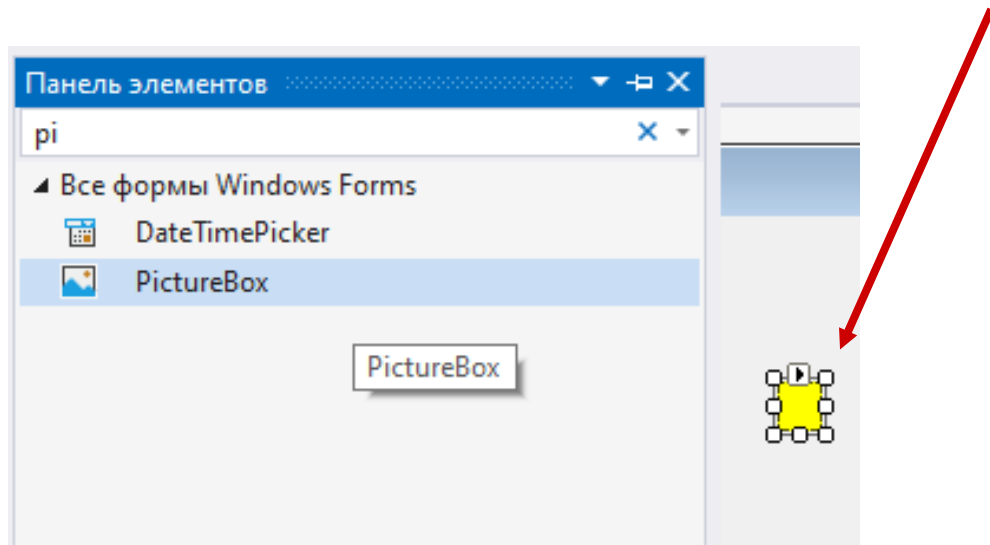 Панель элементов
pi
Все формы Windows Forms
DateTimePicker
PictureBox
PictureBox